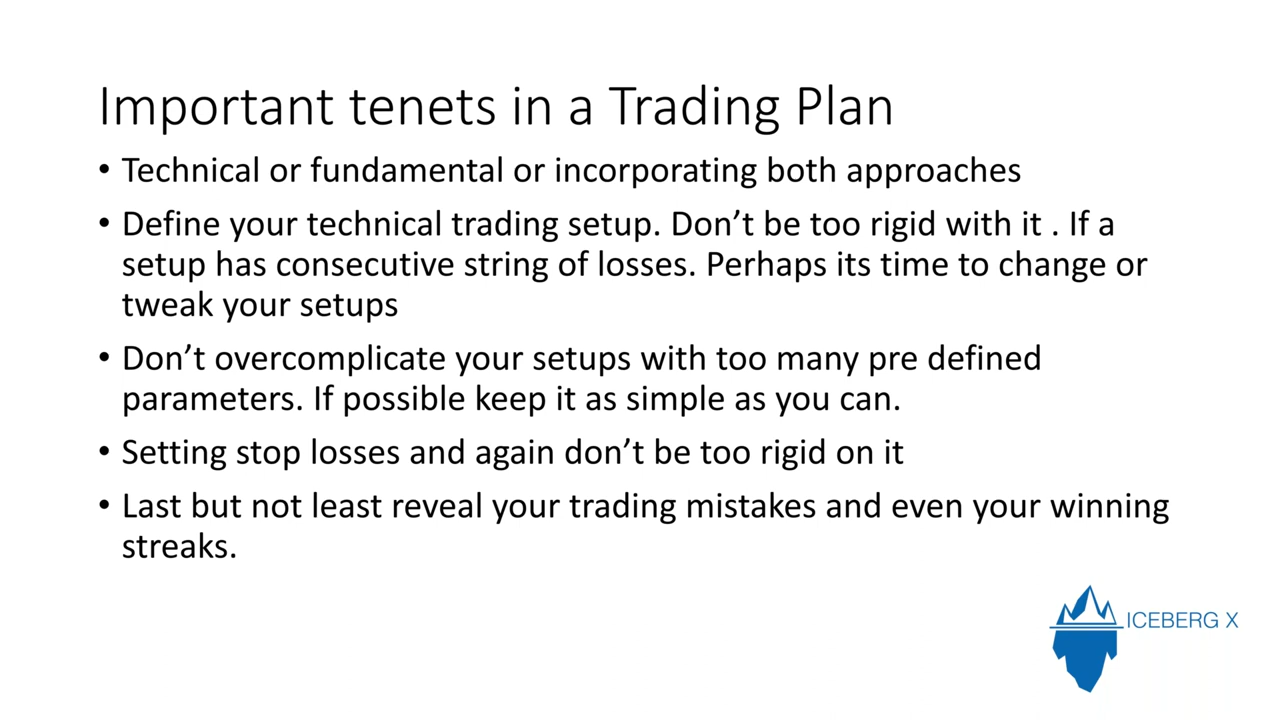 Important tenets in a Trading Plan
• Technical or fundamental or incorporating both approaches
• Define your technical trading setup. Don’t be too rigid with it . If a
setup has consecutive string of losses. Perhaps its time to change or
tweak your setups
• Don’t overcomplicate your setups with too many pre defined
parameters. If possible keep it as simple as you can.
• Setting stop losses and again don’t be too rigid on it
• Last but not least reveal your trading mistakes and even your winning
streaks.
ICEBERG X